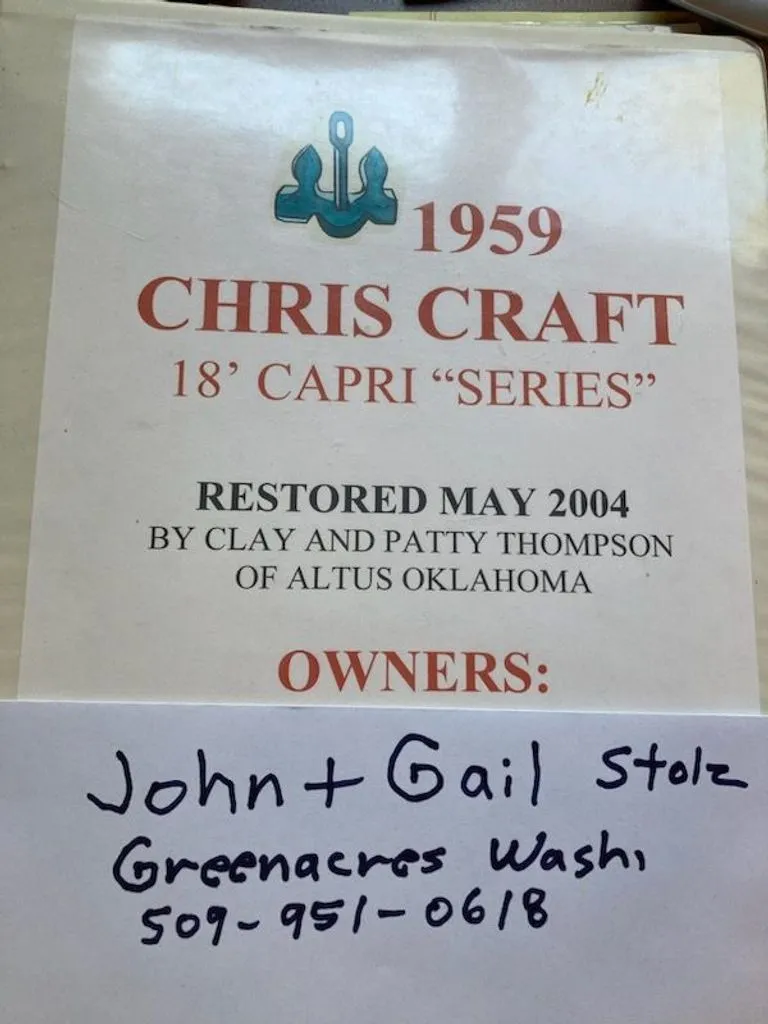 1959
CHRIS CRAFT
18’ CAPRI “SERIES”
RESTORED MAY 2004
BY CLAY AND PATTY THOMPSON
OF ALTUS OKLAHOMA
OWNERS:
John + Gail Stolz
Greenacres Wash,
509-951-0618